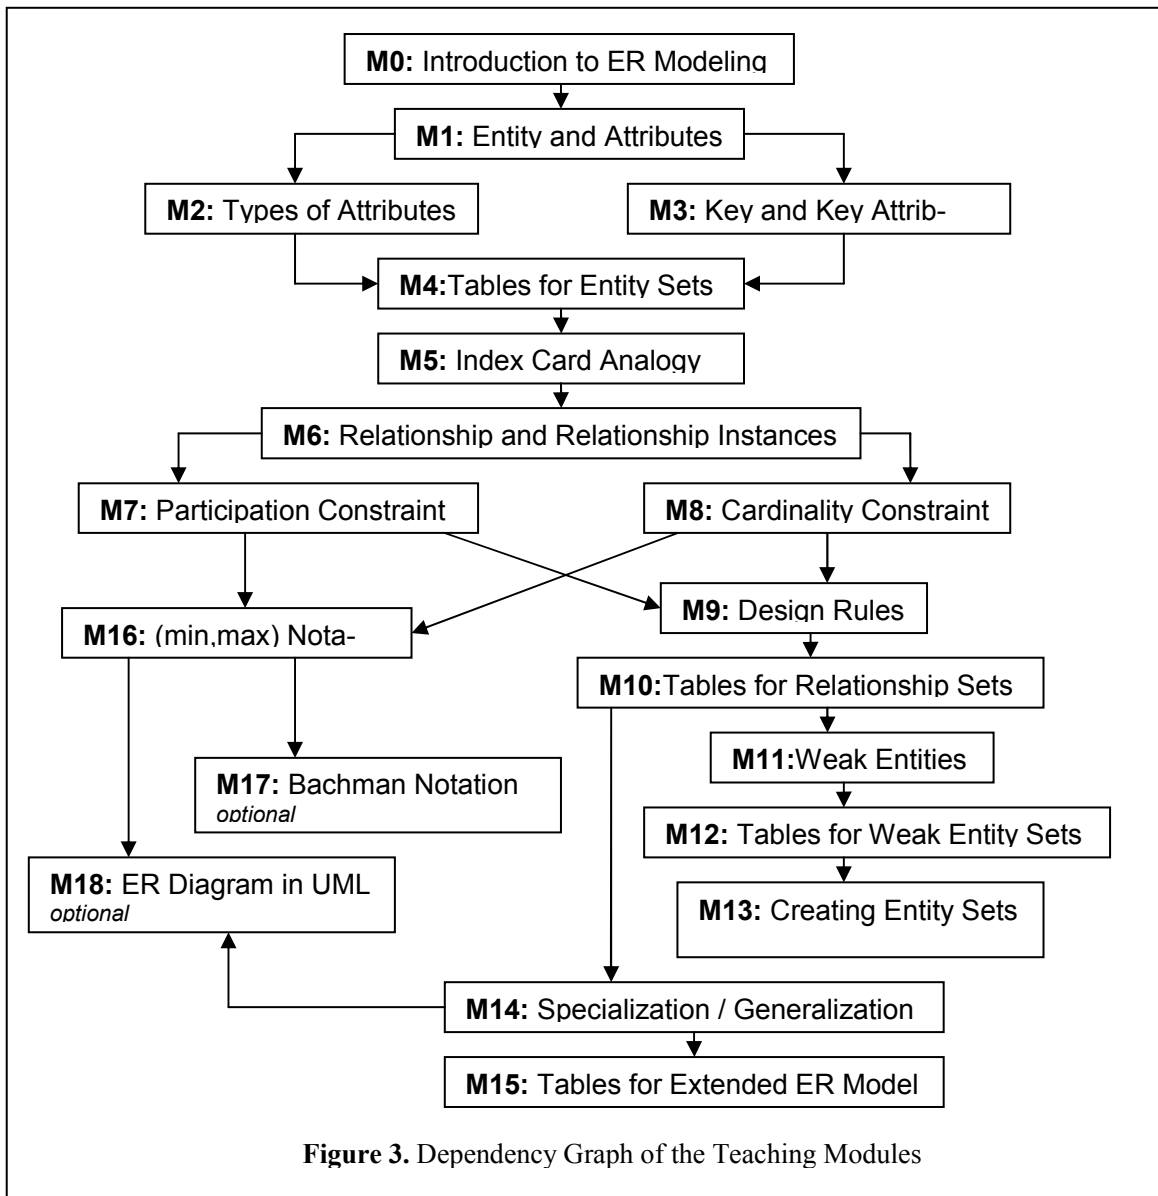 M0: Introduction to ER Modeling
M1: Entity and Attributes
M2: Types of Attributes
M3: Key and Key Attrib-
M4:Tables for Entity Sets
M5: Index Card Analogy
M6: Relationship and Relationship Instances
M7: Participation Constraint
M8: Cardinality Constraint
M9: Design Rules
M16: (min,max) Nota-
M10:Tables for Relationship Sets
M11:Weak Entities
M17: Bachman Notation
optional
M12: Tables for Weak Entity Sets
M18: ER Diagram in UML
optional
M13: Creating Entity Sets
M14: Specialization / Generalization
M15: Tables for Extended ER Model
Figure 3. Dependency Graph of the Teaching Modules